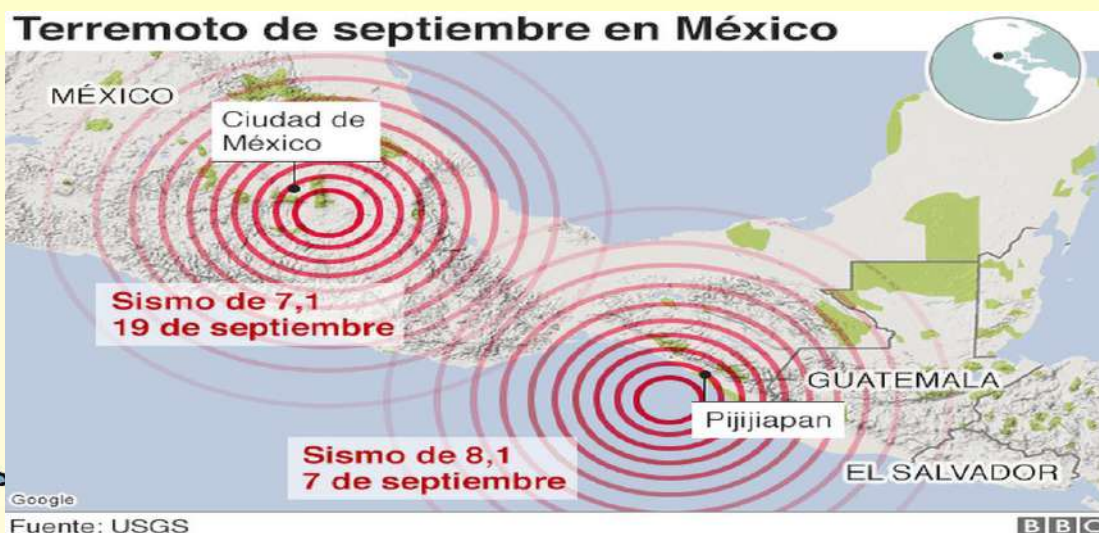 Terremoto de septiembre en México
MÉXICO
Ciudad de
México
Sismo de 7,1
19 de septiembre
GUATEMALA
Pijijiapan
Sismo de 8,1
7 de septiembre
EL SALVADOR
Google
Fuente: USGS
BBC